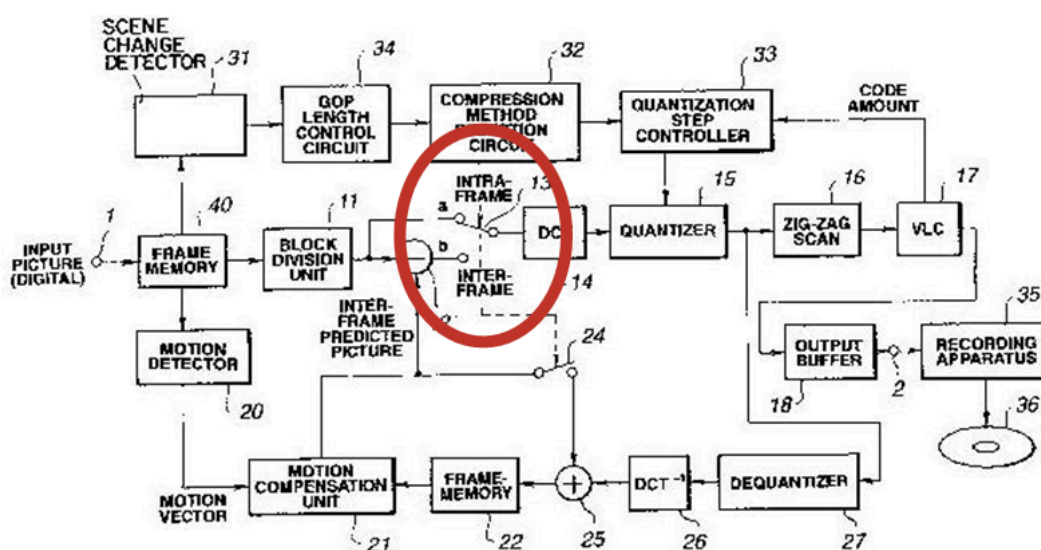 SCENE
CHANGE
DETECTOR
31
34
32
33
GOP
LENGTH
CONTROL
CIRCUIT
COMPRESSION
METHOD
CIRCUIT
QUANTIZATION
STEP
CONTROLLER
CODE
AMOUNT
1
40
11
a
INTRA-
FRAME
13
15
16
17
INPUT
PICTURE
(DIGITAL)
FRAME
MEMORY
BLOCK
DIVISION
UNIT
b
DC
QUANTIZER
ZIG-ZAG
SCAN
VLC
INTER-
FRAME
14
INTER-
FRAME
PREDICTED
PICTURE
24
35
MOTION
DETECTOR
20
OUTPUT
BUFFER
18
2
RECORDING
APPARATUS
36
MOTION
VECTOR
MOTION
COMPENSATION
UNIT
21
FRAME-
MEMORY
22
+
25
DCT⁻¹
26
DEQUANTIZER
27